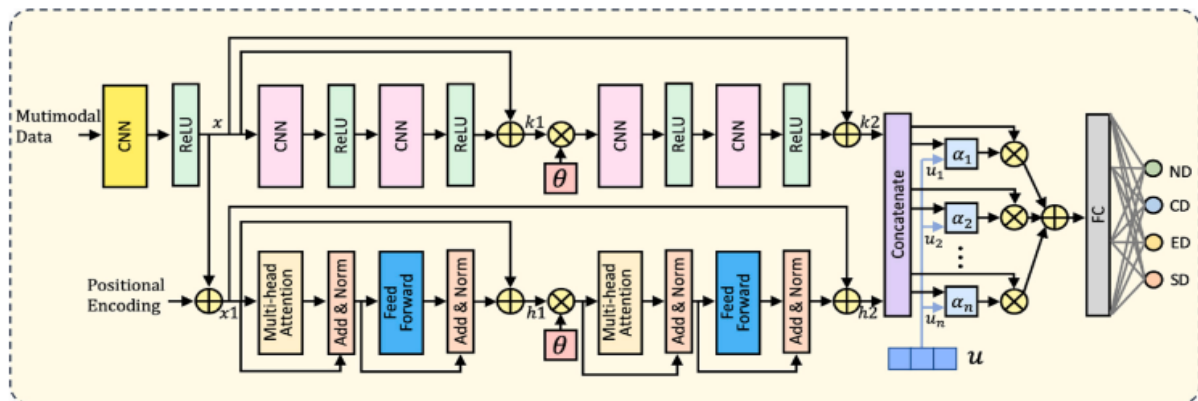 Mutimodal
Data
CNN
ReLU
x
CNN
ReLU
CNN
ReLU
k1
θ
CNN
ReLU
CNN
ReLU
k2
Positional
Encoding
x1
Multi-head
Attention
Add & Norm
Feed
Forward
Add & Norm
h1
θ
Multi-head
Attention
Add & Norm
Feed
Forward
Add & Norm
h2
Concatenate
u1
α1
u2
α2
...
un
αn
u
FC
ND
CD
ED
SD